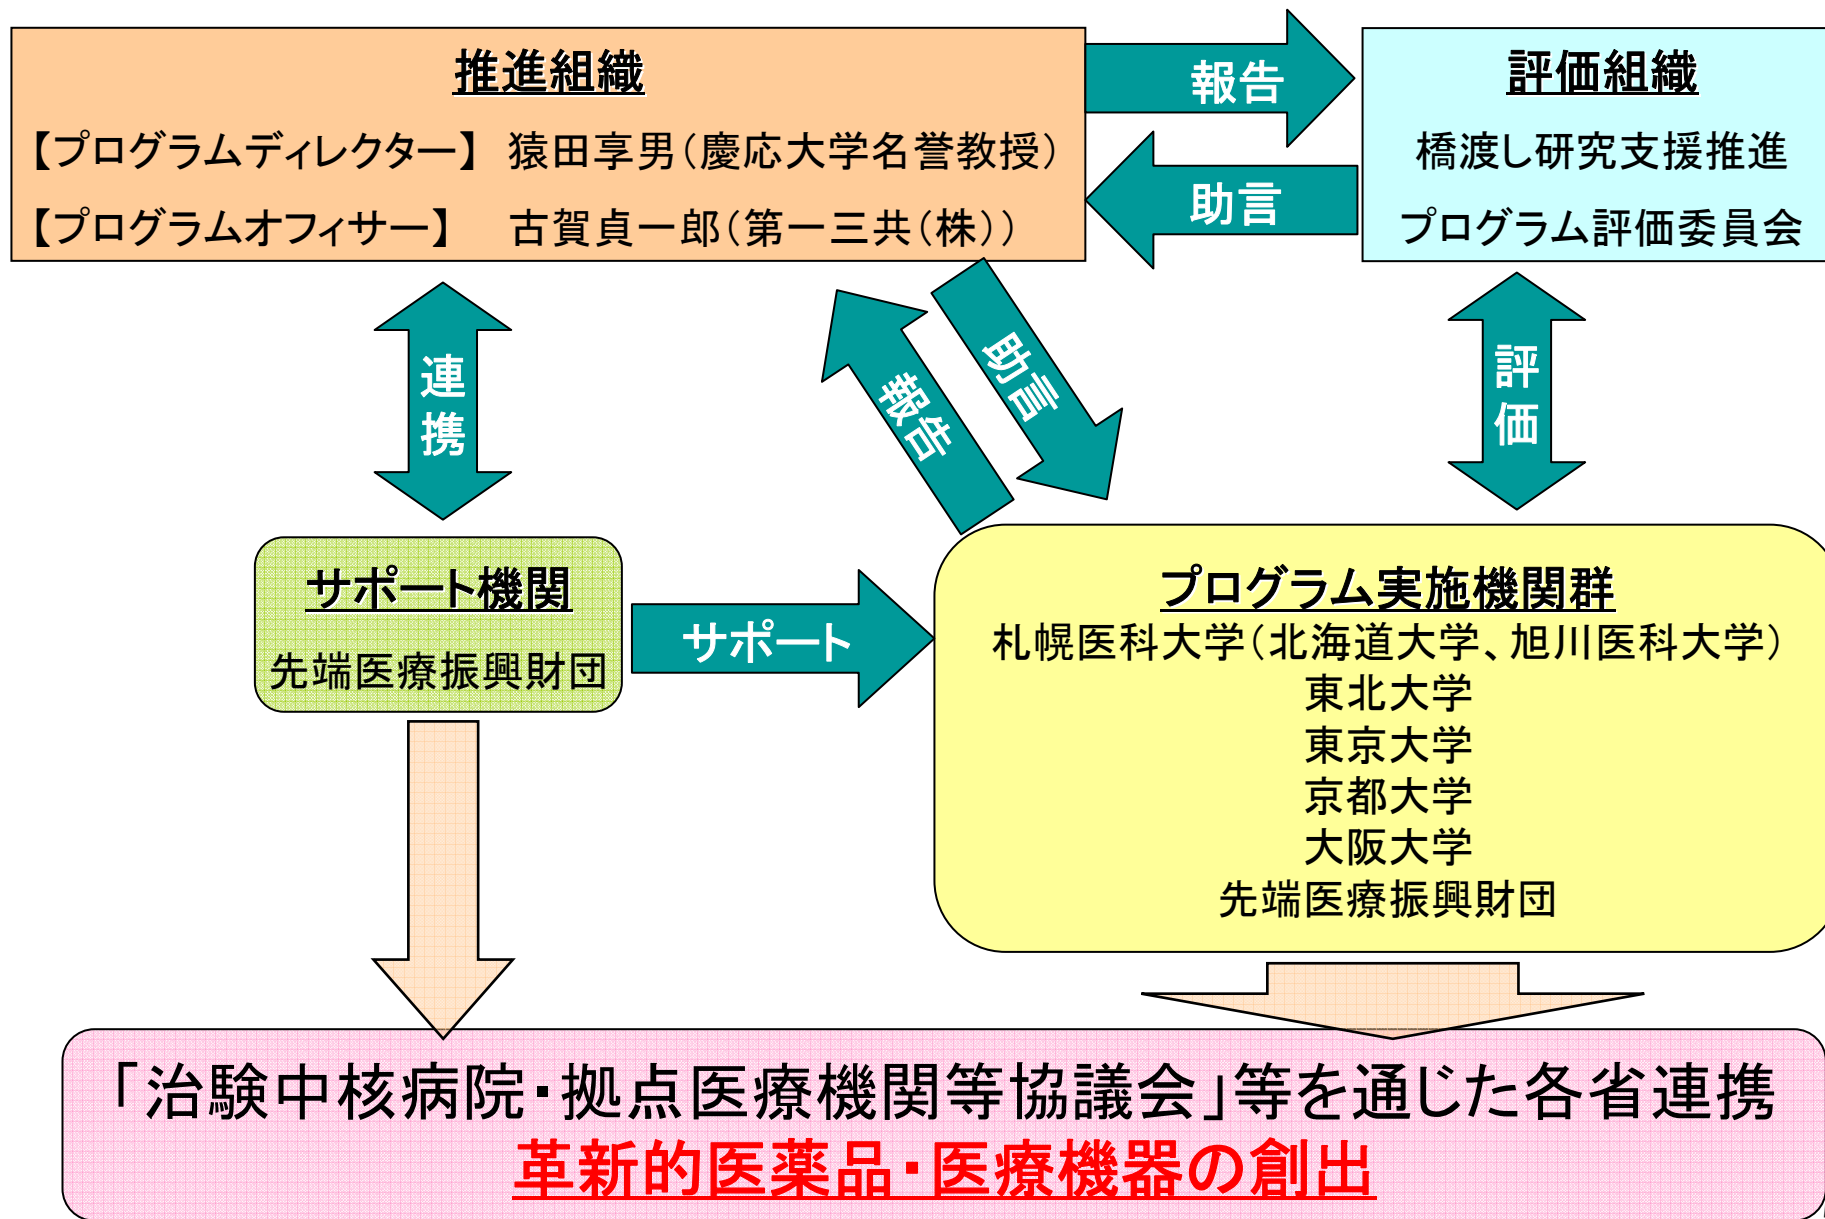 推進組織
【プログラムディレクター】 猿田享男(慶応大学名誉教授)
【プログラムオフィサー】 古賀貞一郎(第一三共(株))
報告
助言
評価組織
橋渡し研究支援推進
プログラム評価委員会
連携
報告
助言
評価
サポート機関
先端医療振興財団
サポート
プログラム実施機関群
札幌医科大学(北海道大学、旭川医科大学)
東北大学
東京大学
京都大学
大阪大学
先端医療振興財団
「治験中核病院・拠点医療機関等協議会」等を通じた各省連携
革新的医薬品・医療機器の創出